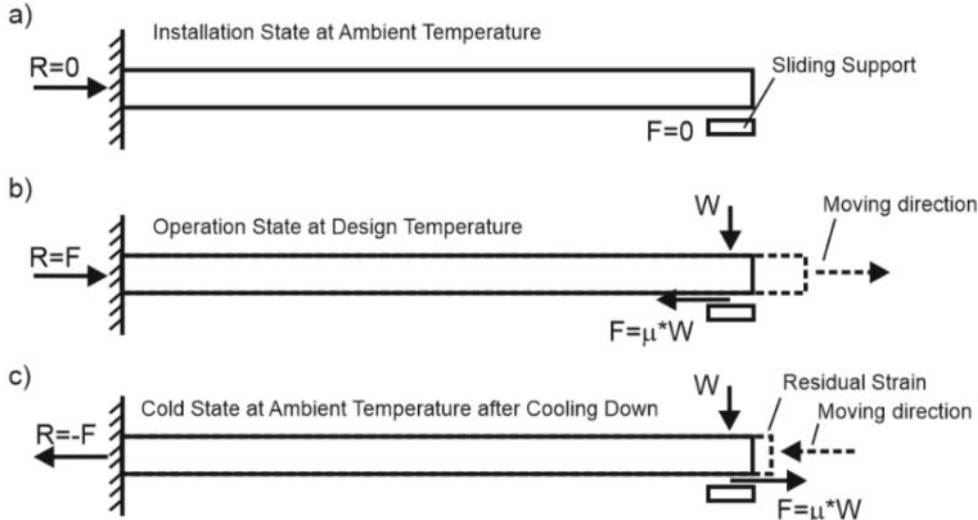 a)
Installation State at Ambient Temperature
R=0
Sliding Support
F=0
b)
Operation State at Design Temperature
W
Moving direction
R=F
F=μ*W
c)
Cold State at Ambient Temperature after Cooling Down
W
Residual Strain
Moving direction
R=-F
F=μ*W